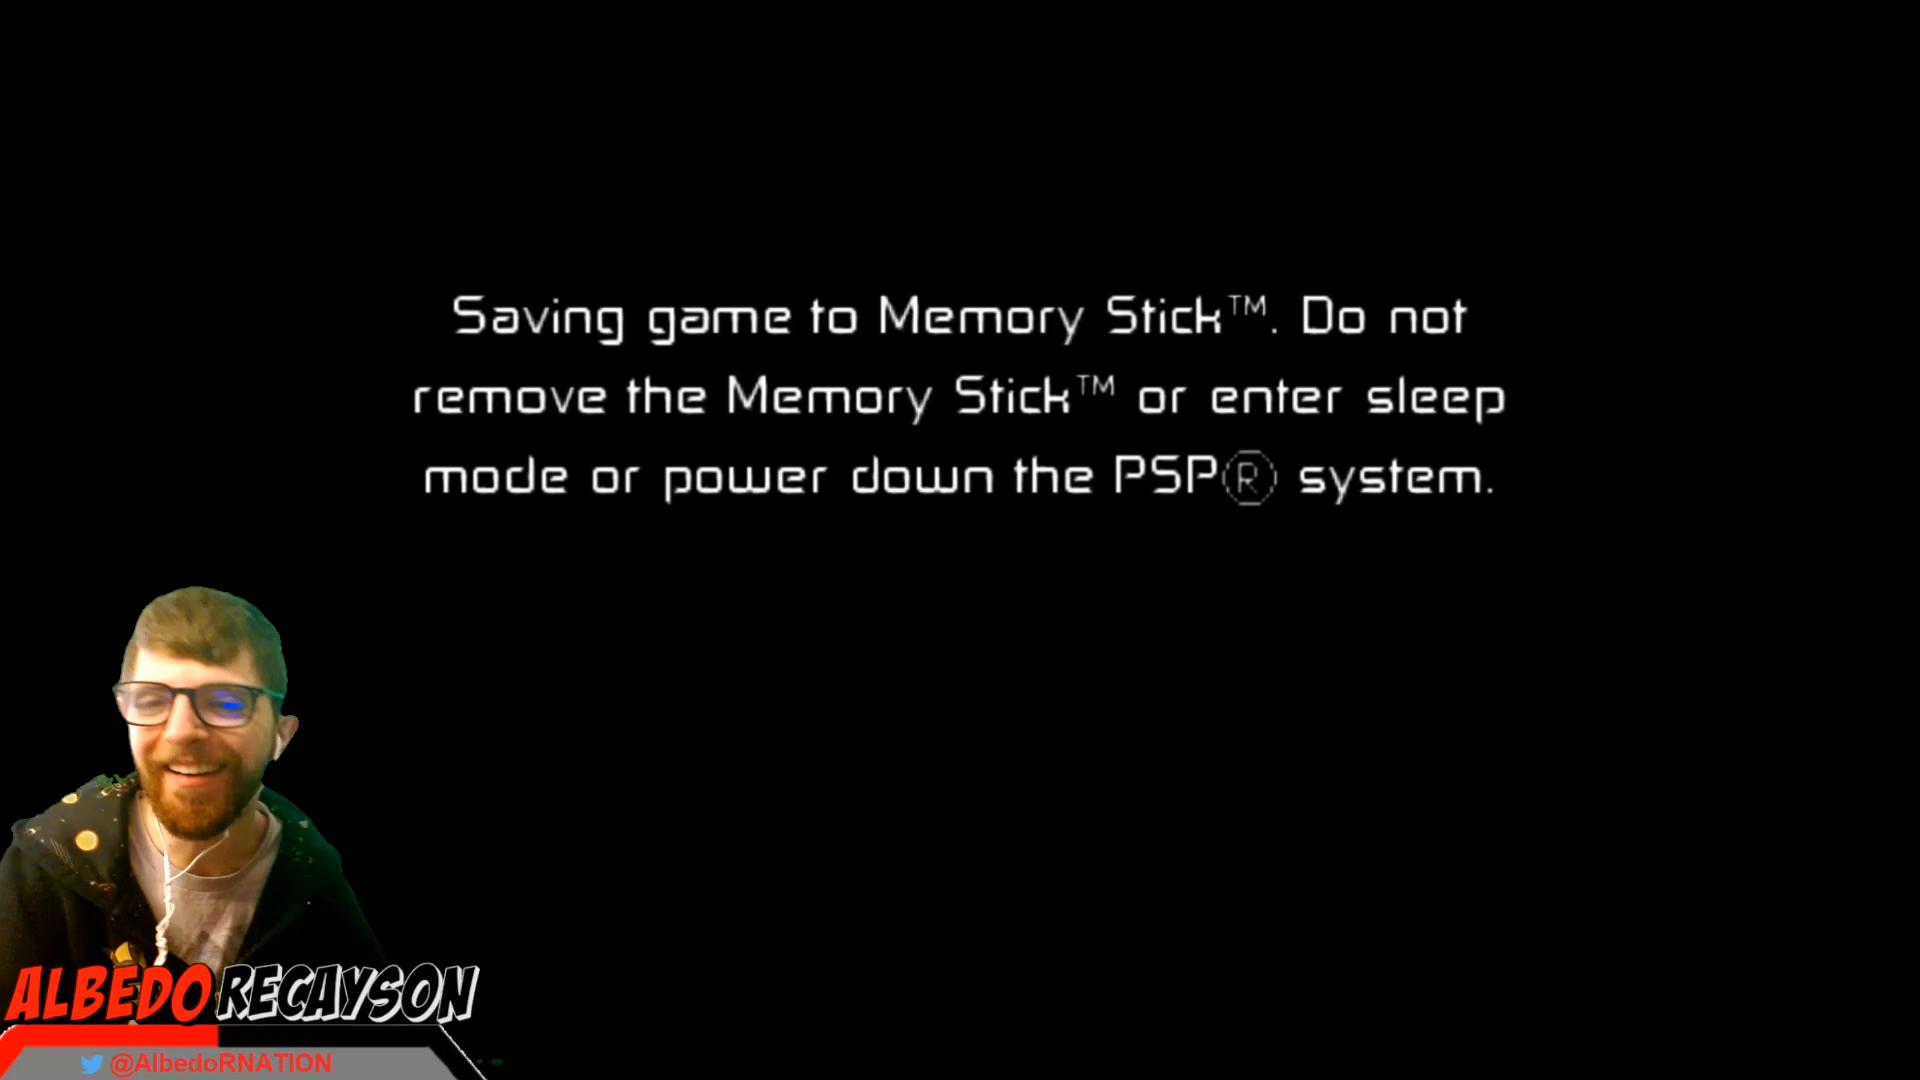 Saving game to Memory Stick™. Do not
remove the Memory Stick™ or enter sleep
mode or power down the PSP® system.
ALBEDO RECAYSON
@AlbedoRNATION